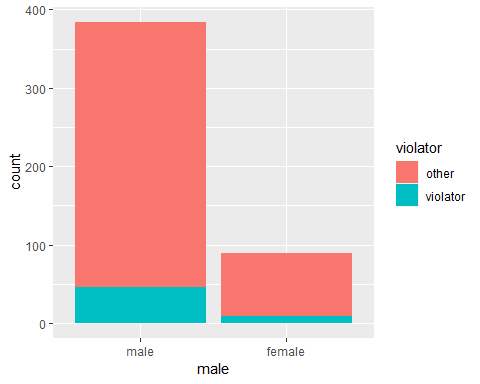 400
300
200
100
0
count
male female
male
violator
other
violator